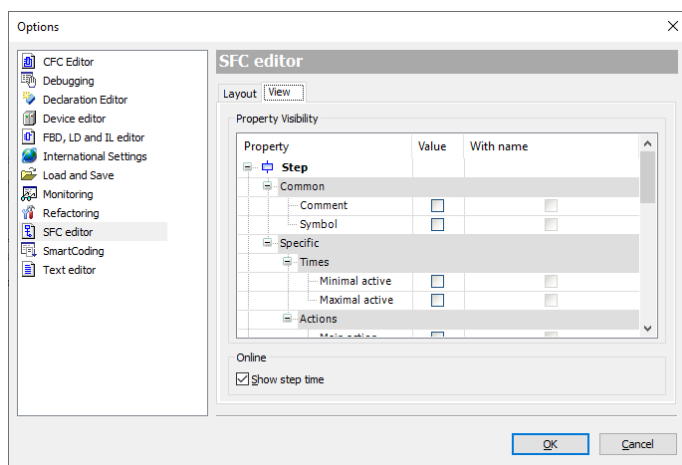 Options
CFC Editor
Debugging
Declaration Editor
Device editor
FBD, LD and IL editor
International Settings
Load and Save
Monitoring
Refactoring
SFC editor
SmartCoding
Text editor
SFC editor
Layout View
Property Visibility
Property Value With name
Step
Common
Comment
Symbol
Specific
Times
Minimal active
Maximal active
Actions
Main action
Online
Show step time
OK Cancel